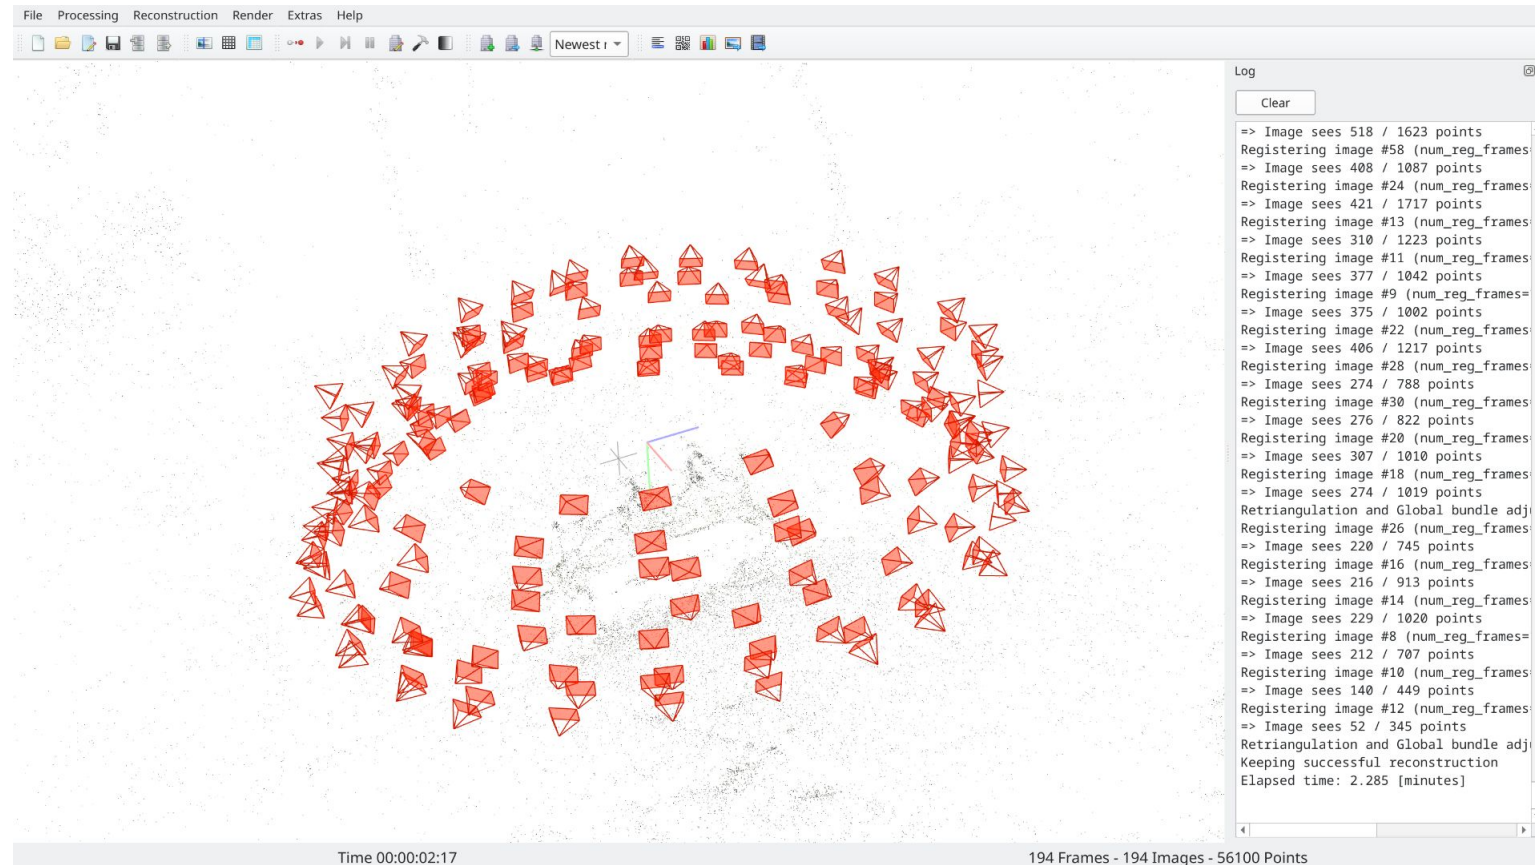 File Processing Reconstruction Render Extras Help
Newest r
Log
Clear
=> Image sees 518 / 1623 points
Registering image #58 (num_reg_frames=
=> Image sees 408 / 1087 points
Registering image #24 (num_reg_frames=
=> Image sees 421 / 1717 points
Registering image #13 (num_reg_frames=
=> Image sees 310 / 1223 points
Registering image #11 (num_reg_frames=
=> Image sees 377 / 1042 points
Registering image #9 (num_reg_frames=
=> Image sees 375 / 1002 points
Registering image #22 (num_reg_frames=
=> Image sees 406 / 1217 points
Registering image #28 (num_reg_frames=
=> Image sees 274 / 788 points
Registering image #30 (num_reg_frames=
=> Image sees 276 / 822 points
Registering image #20 (num_reg_frames=
=> Image sees 307 / 1010 points
Registering image #18 (num_reg_frames=
=> Image sees 274 / 1019 points
Retriangulation and Global bundle adj
Registering image #26 (num_reg_frames=
=> Image sees 220 / 745 points
Registering image #16 (num_reg_frames=
=> Image sees 216 / 913 points
Registering image #14 (num_reg_frames=
=> Image sees 229 / 1020 points
Registering image #8 (num_reg_frames=
=> Image sees 212 / 707 points
Registering image #10 (num_reg_frames=
=> Image sees 140 / 449 points
Registering image #12 (num_reg_frames=
=> Image sees 52 / 345 points
Retriangulation and Global bundle adj
Keeping successful reconstruction
Elapsed time: 2.285 [minutes]
Time 00:00:02:17
194 Frames - 194 Images - 56100 Points